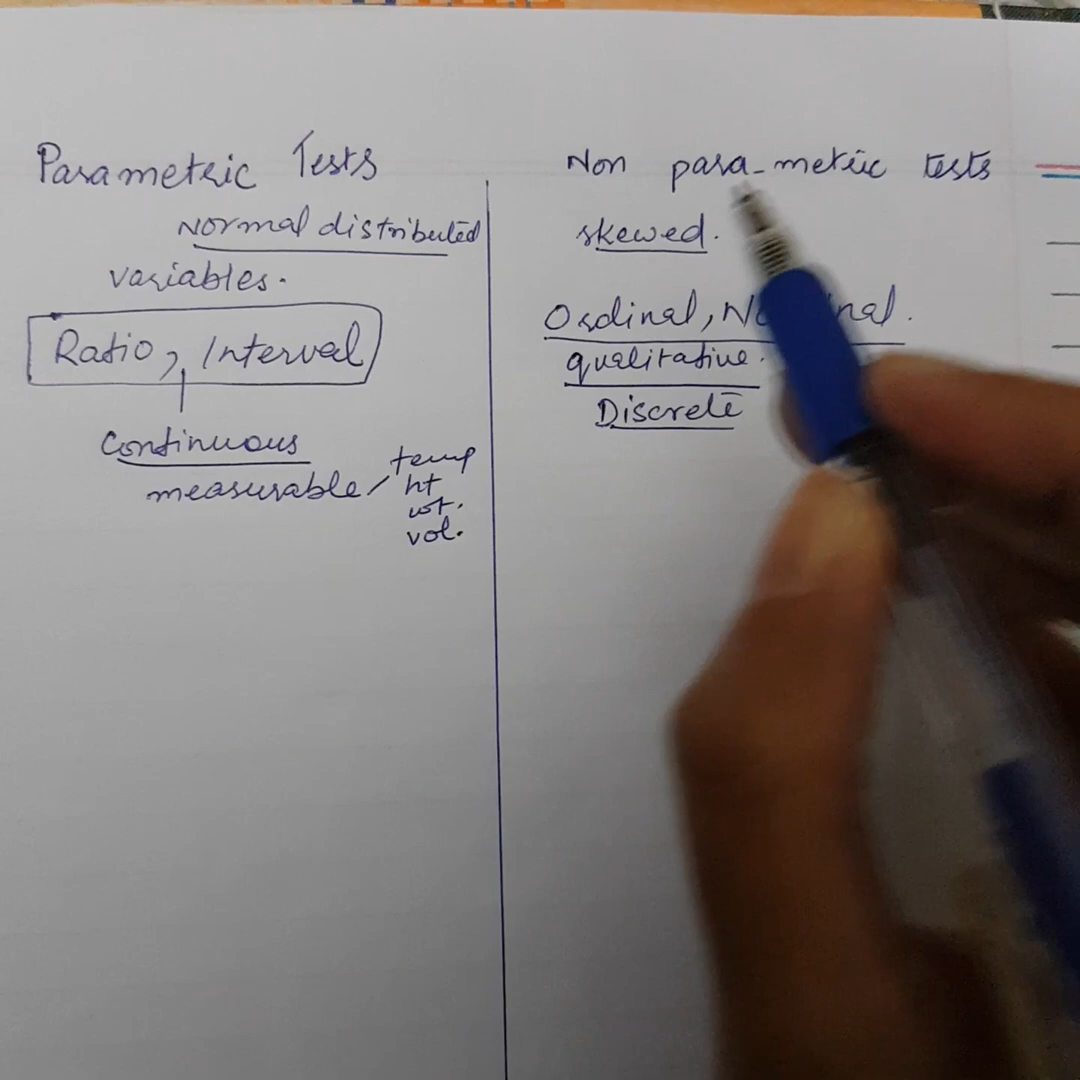 Parametric Tests
Normal distributed
variables.
Ratio, Interval
Continuous
measurable
temp
ht
wt.
vol.
Non para-metric tests
skewed.
Ordinal,
qualitative.
Discrete